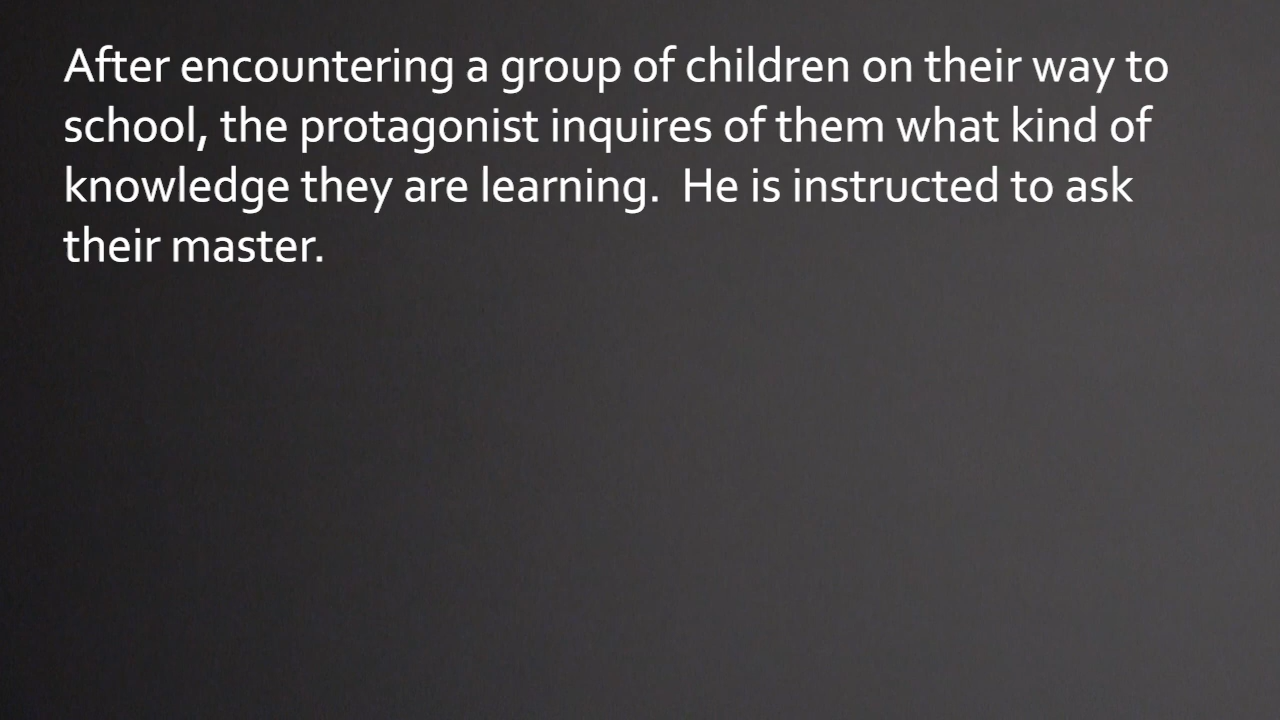 After encountering a group of children on their way to
school, the protagonist inquires of them what kind of
knowledge they are learning.  He is instructed to ask
their master.